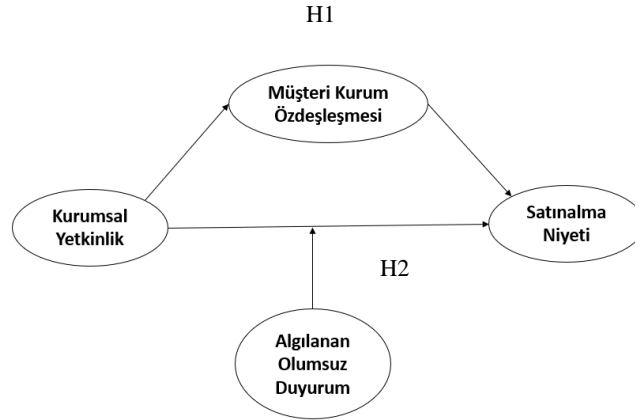 H1
Müşteri Kurum
Özdeşleşmesi
Kurumsal
Yetkinlik
Satınalma
Niyeti
H2
Algılanan
Olumsuz
Duyurum